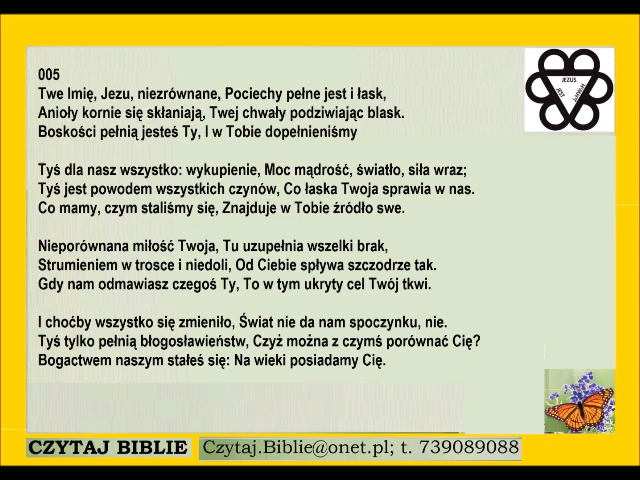 005
Twe Imię, Jezu, niezrównane, Pociechy pełne jest i łask,
Anioły kornie się skłaniają, Twej chwały podziwiając blask.
Boskości pełnią jesteś Ty, I w Tobie dopełnieniśmy
Tyś dla nasz wszystko: wykupienie, Moc mądrość, światło, siła wraz;
Tyś jest powodem wszystkich czynów, Co łaska Twoja sprawia w nas.
Co mamy, czym staliśmy się, Znajduje w Tobie źródło swe.
Nieporównana miłość Twoja, Tu uzupełnia wszelki brak,
Strumieniem w trosce i niedoli, Od Ciebie spływa szczodrze tak.
Gdy nam odmawiasz czegoś Ty, To w tym ukryty cel Twój tkwi.
I choćby wszystko się zmieniło, Świat nie da nam spoczynku, nie.
Tyś tylko pełnią błogosławieństw, Czyż można z czymś porównać Cię?
Bogactwem naszym stałeś się: Na wieki posiadamy Cię.
JEZUS
JEST
PANEM
CZYTAJ BIBLIE Czytaj.Biblie@onet.pl; t. 739089088